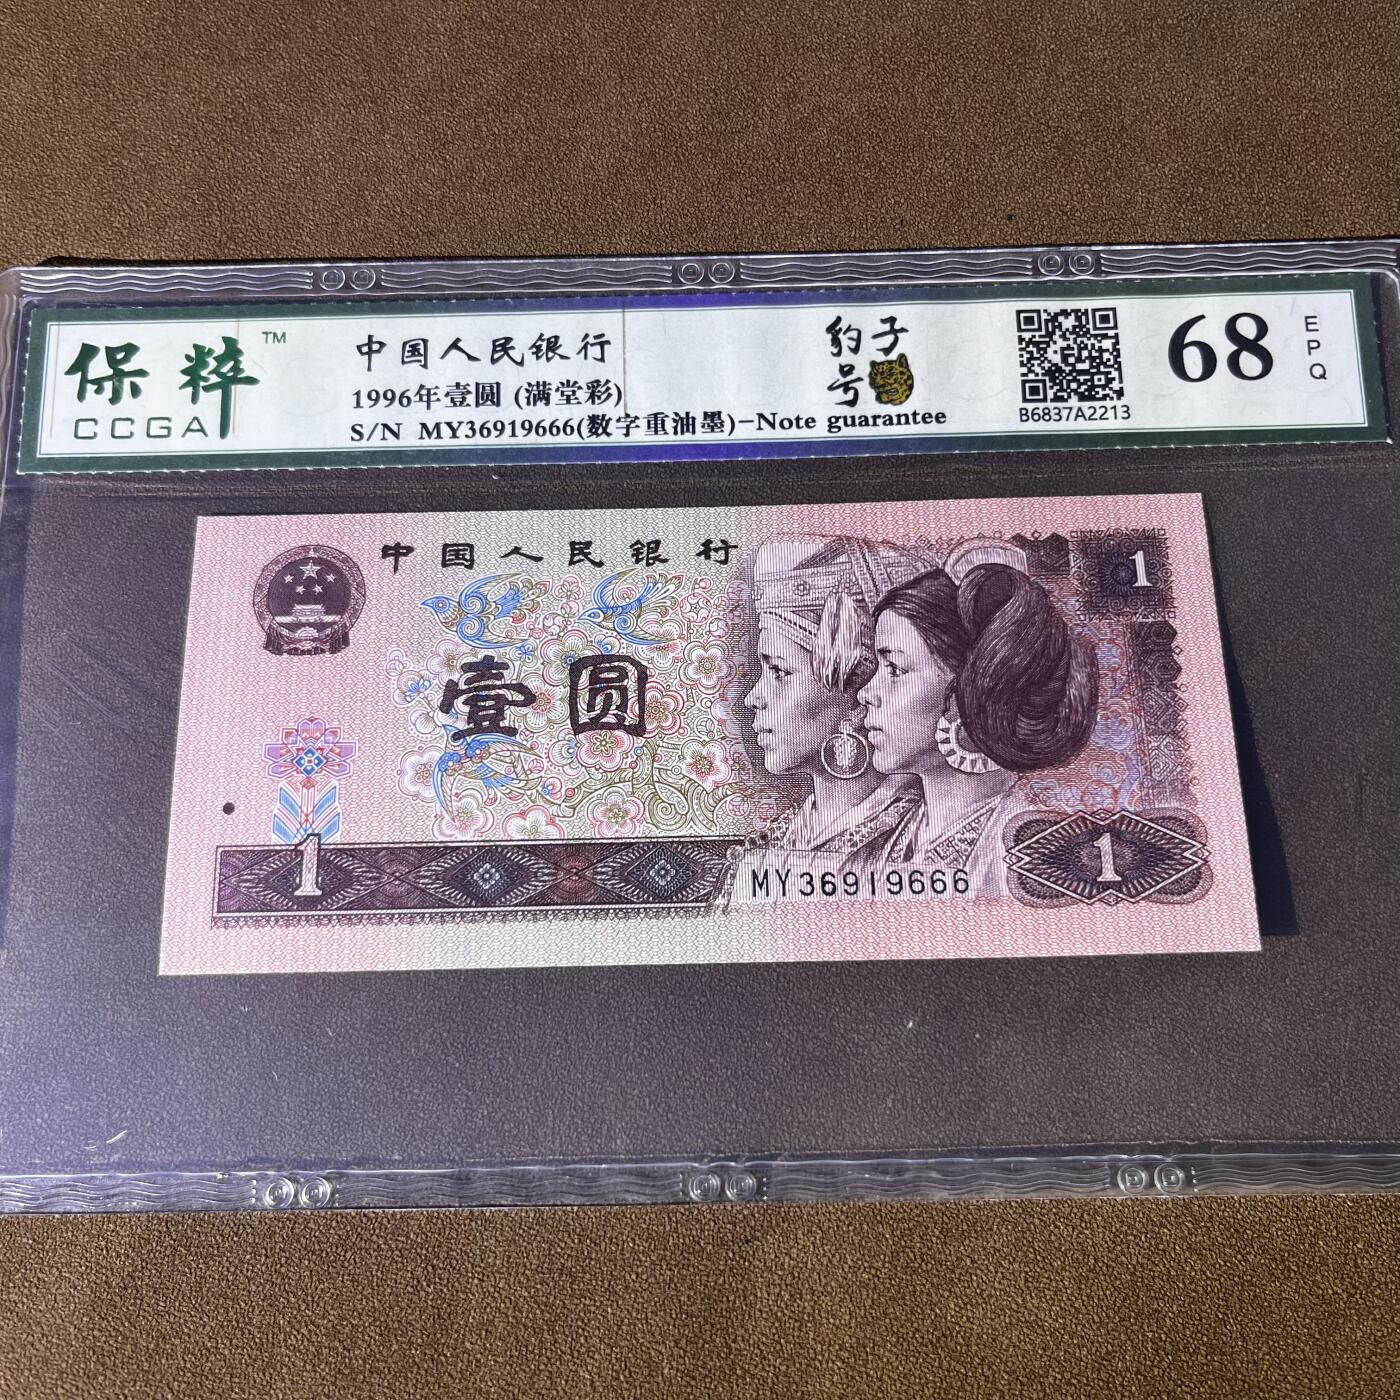 保粹™
CCGA
中国人民银行
1996年壹圆 (满堂彩)
S/N MY36919666(数字重油墨)-Note guarantee
豹子
号
B6837A2213
68
EPQ
中国人民银行
1
壹圆
1
MY36919666
1